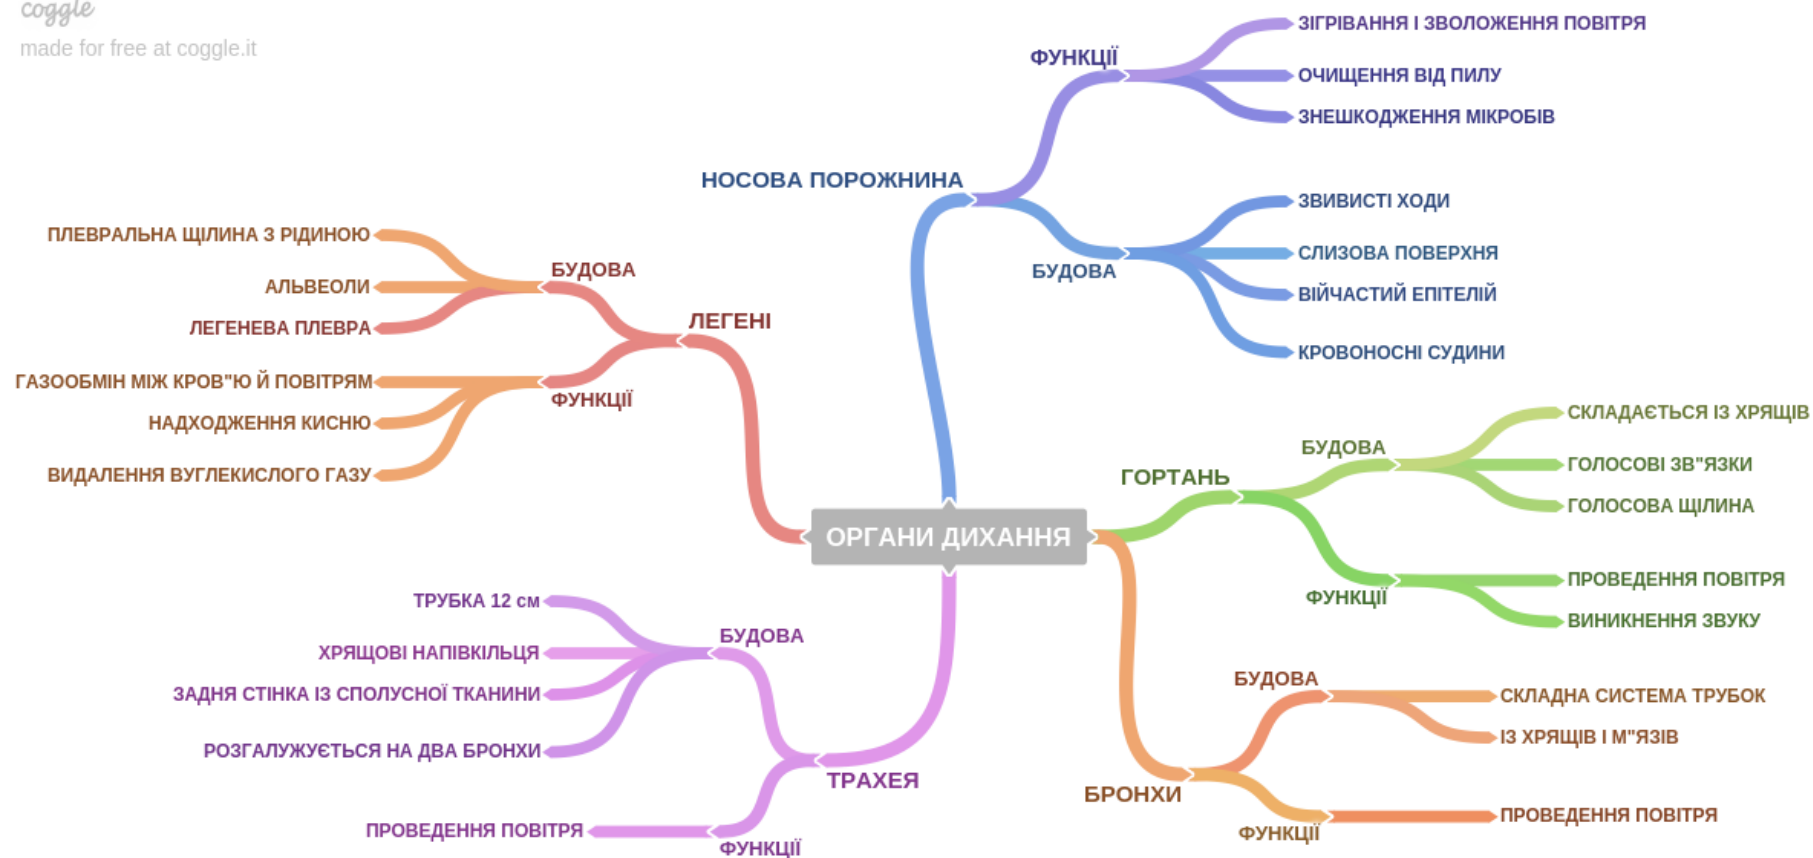 coggle
made for free at coggle.it
ОРГАНИ ДИХАННЯ
НОСОВА ПОРОЖНИНА
ФУНКЦІЇ
ЗІГРІВАННЯ І ЗВОЛОЖЕННЯ ПОВІТРЯ
ОЧИЩЕННЯ ВІД ПИЛУ
ЗНЕШКОДЖЕННЯ МІКРОБІВ
БУДОВА
ЗВИВИСТІ ХОДИ
СЛИЗОВА ПОВЕРХНЯ
ВІЙЧАСТИЙ ЕПІТЕЛІЙ
КРОВОНОСНІ СУДИНИ
ГОРТАНЬ
БУДОВА
СКЛАДАЄТЬСЯ ІЗ ХРЯЩІВ
ГОЛОСОВІ ЗВ"ЯЗКИ
ГОЛОСОВА ЩІЛИНА
ФУНКЦІЇ
ПРОВЕДЕННЯ ПОВІТРЯ
ВИНИКНЕННЯ ЗВУКУ
БРОНХИ
БУДОВА
СКЛАДНА СИСТЕМА ТРУБОК
ІЗ ХРЯЩІВ І М"ЯЗІВ
ФУНКЦІЇ
ПРОВЕДЕННЯ ПОВІТРЯ
ЛЕГЕНІ
БУДОВА
ПЛЕВРАЛЬНА ЩІЛИНА З РІДИНОЮ
АЛЬВЕОЛИ
ЛЕГЕНЕВА ПЛЕВРА
ФУНКЦІЇ
ГАЗООБМІН МІЖ КРОВ"Ю Й ПОВІТРЯМ
НАДХОДЖЕННЯ КИСНЮ
ВИДАЛЕННЯ ВУГЛЕКИСЛОГО ГАЗУ
ТРАХЕЯ
БУДОВА
ТРУБКА 12 см
ХРЯЩОВІ НАПІВКІЛЬЦЯ
ЗАДНЯ СТІНКА ІЗ СПОЛУСНОЇ ТКАНИНИ
РОЗГАЛУЖУЄТЬСЯ НА ДВА БРОНХИ
ФУНКЦІЇ
ПРОВЕДЕННЯ ПОВІТРЯ